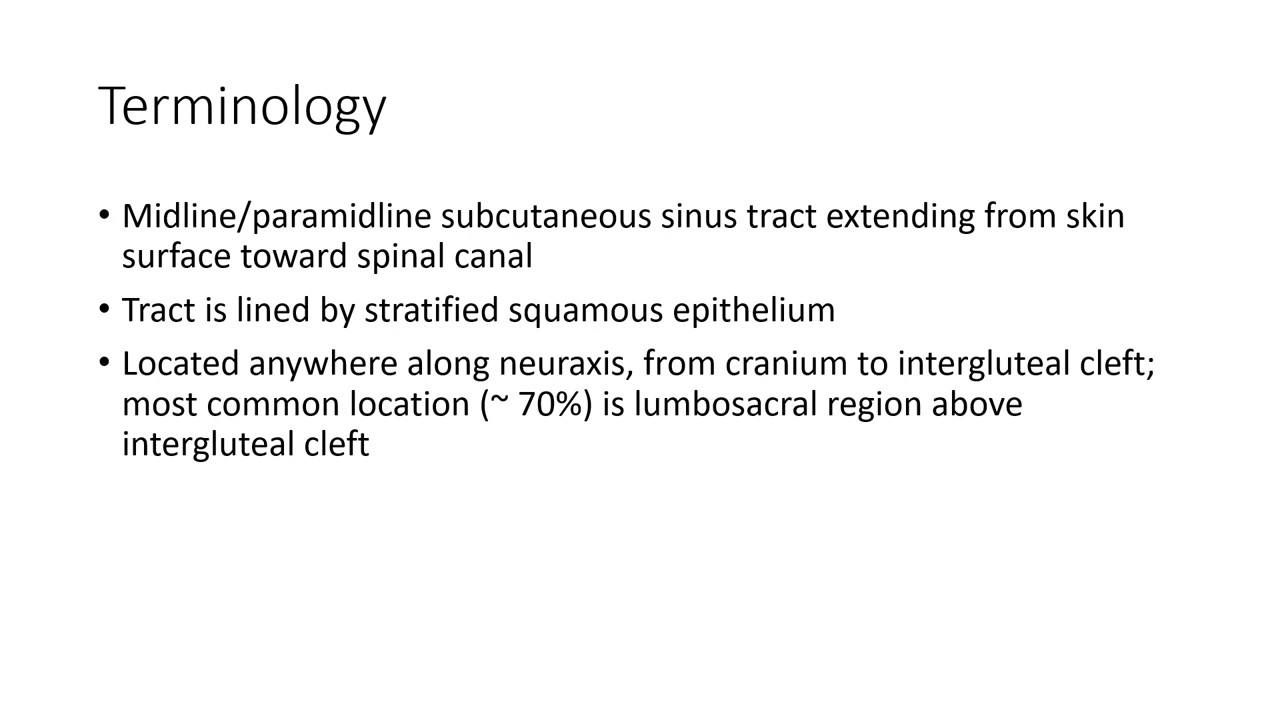 Terminology
• Midline/paramidline subcutaneous sinus tract extending from skin
surface toward spinal canal
• Tract is lined by stratified squamous epithelium
• Located anywhere along neuraxis, from cranium to intergluteal cleft;
most common location (~ 70%) is lumbosacral region above
intergluteal cleft